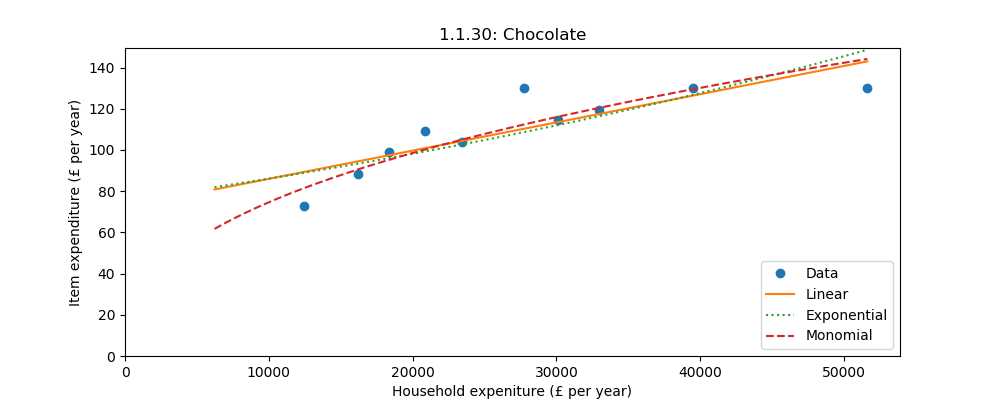 1.1.30: Chocolate
Item expenditure (£ per year)
140
120
100
80
60
40
20
0
0 10000 20000 30000 40000 50000
Household expeniture (£ per year)
Data
Linear
Exponential
Monomial